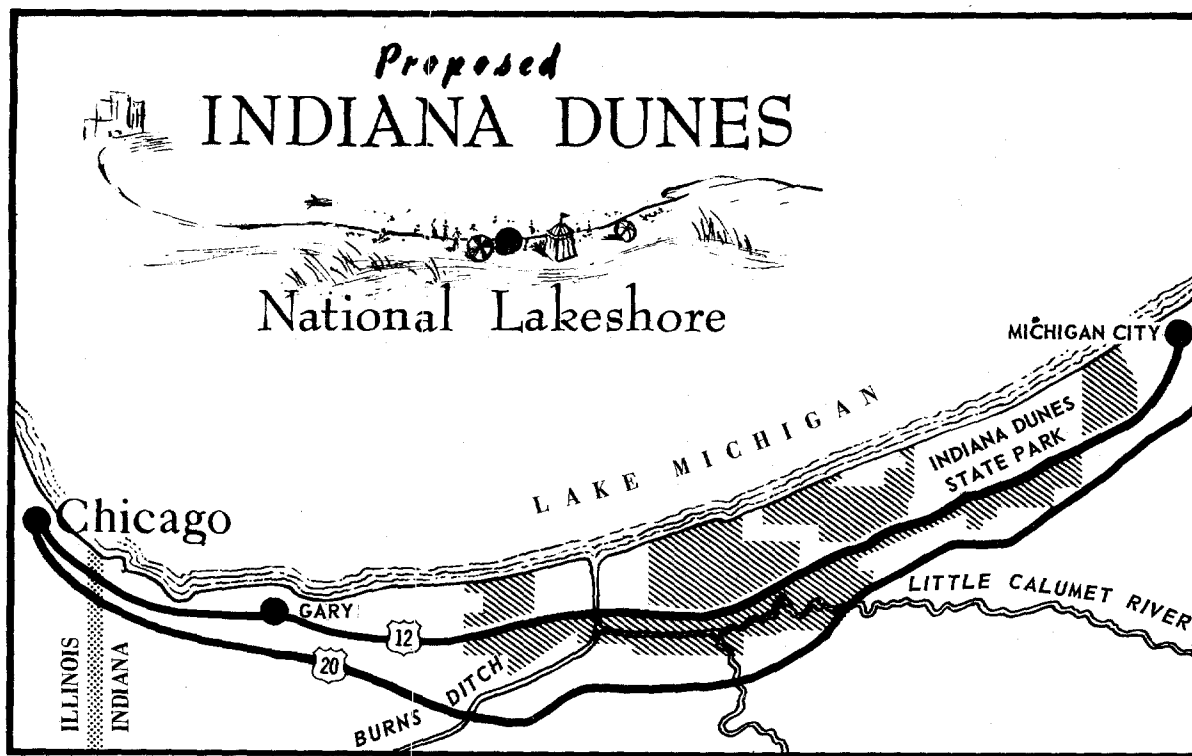 Proposed
INDIANA DUNES
National Lakeshore
MICHIGAN CITY
LAKE MICHIGAN
INDIANA DUNES
STATE PARK
Chicago
GARY
12
20
LITTLE CALUMET RIVER
BURNS DITCH
ILLINOIS
INDIANA